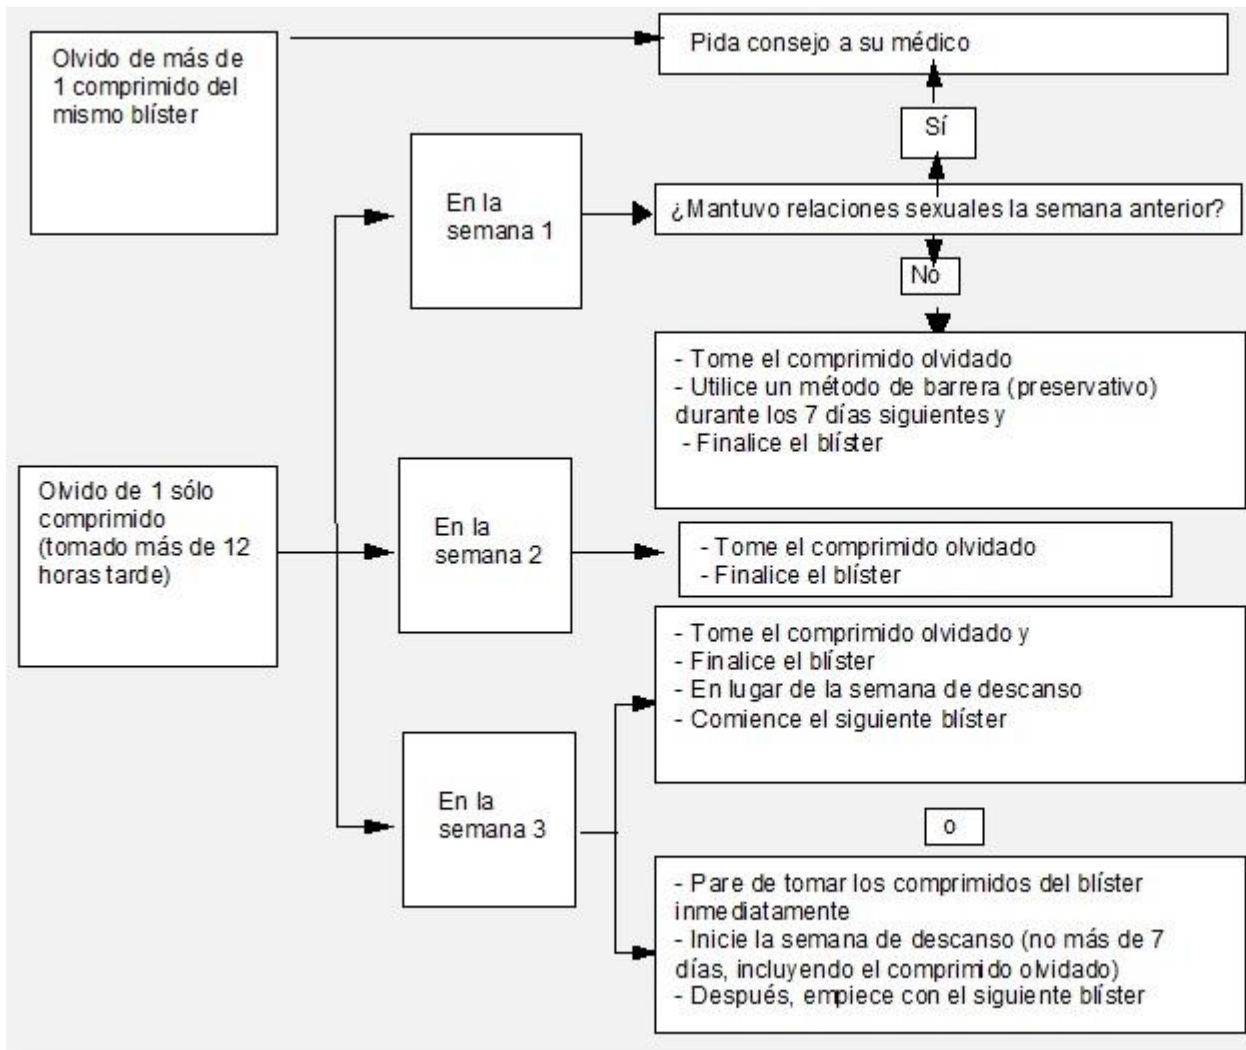 Olvido de más de
1 comprimido del
mismo blíster
Pida consejo a su médico
Sí
En la
semana 1
¿Mantuvo relaciones sexuales la semana anterior?
No
- Tome el comprimido olvidado
- Utilice un método de barrera (preservativo)
durante los 7 días siguientes y
- Finalice el blíster
Olvido de 1 sólo
comprimido
(tomado más de 12
horas tarde)
En la
semana 2
- Tome el comprimido olvidado
- Finalice el blíster
En la
semana 3
- Tome el comprimido olvidado y
- Finalice el blíster
- En lugar de la semana de descanso
- Comience el siguiente blíster
o
- Pare de tomar los comprimidos del blíster
inmediatamente
- Inicie la semana de descanso (no más de 7
días, incluyendo el comprimido olvidado)
- Después, empiece con el siguiente blíster